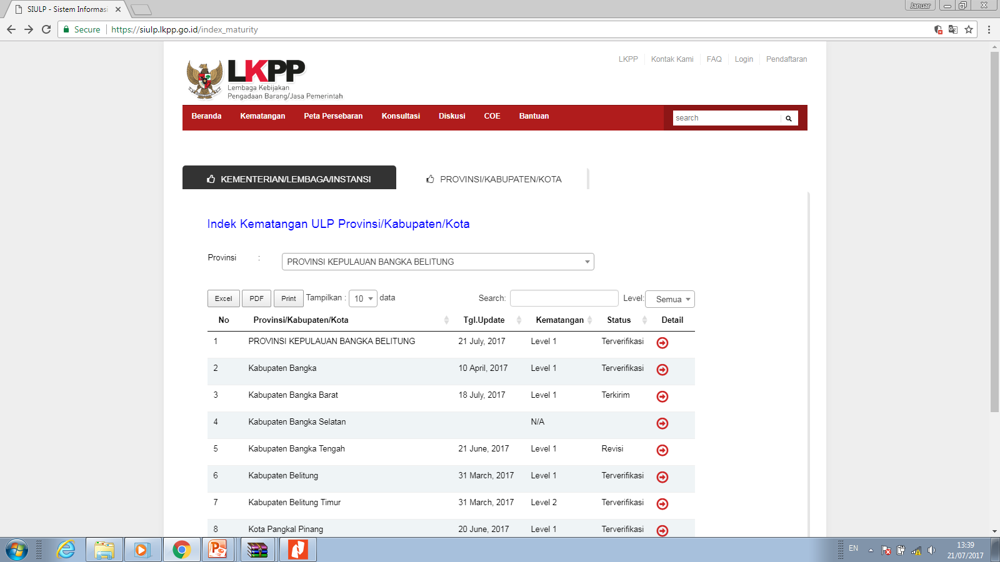 SIULP - Sistem Informasi
Januar
Secure | https://siulp.lkpp.go.id/index_maturity
LKPP Kontak Kami FAQ Login Pendaftaran
LKPP
Lembaga Kebijakan
Pengadaan Barang/Jasa Pemerintah
Beranda Kematangan Peta Persebaran Konsultasi Diskusi COE Bantuan search
KEMENTERIAN/LEMBAGA/INSTANSI PROVINSI/KABUPATEN/KOTA
Indek Kematangan ULP Provinsi/Kabupaten/Kota
Provinsi : PROVINSI KEPULAUAN BANGKA BELITUNG
Excel PDF Print Tampilkan : 10 data Search: Level: Semua
No Provinsi/Kabupaten/Kota Tgl.Update Kematangan Status Detail
1 PROVINSI KEPULAUAN BANGKA BELITUNG 21 July, 2017 Level 1 Terverifikasi
2 Kabupaten Bangka 10 April, 2017 Level 1 Terverifikasi
3 Kabupaten Bangka Barat 18 July, 2017 Level 1 Terkirim
4 Kabupaten Bangka Selatan N/A
5 Kabupaten Bangka Tengah 21 June, 2017 Level 1 Revisi
6 Kabupaten Belitung 31 March, 2017 Level 1 Terverifikasi
7 Kabupaten Belitung Timur 31 March, 2017 Level 2 Terverifikasi
8 Kota Pangkal Pinang 20 June, 2017 Level 1 Terverifikasi
EN 13:39
21/07/2017